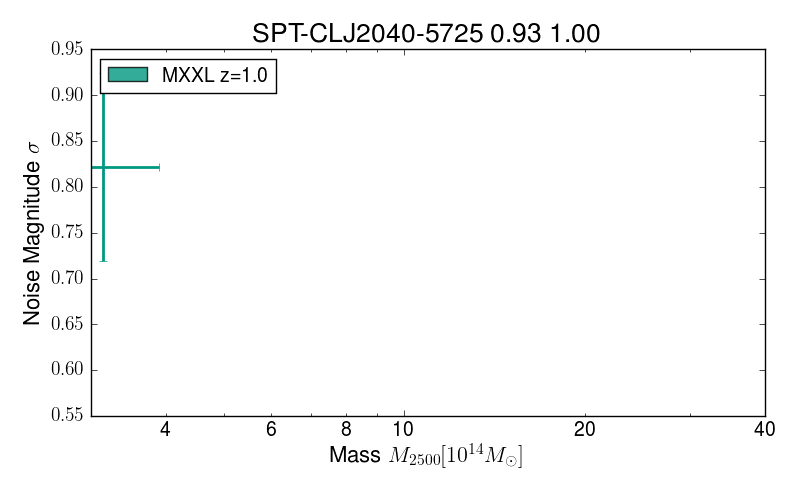 SPT-CLJ2040-5725 0.93 1.00
0.95
0.90
0.85
0.80
0.75
0.70
0.65
0.60
0.55
Noise Magnitude σ
MXXL z=1.0
4 6 8 10 20 40
Mass M₂₅₀₀[10¹⁴M☉]